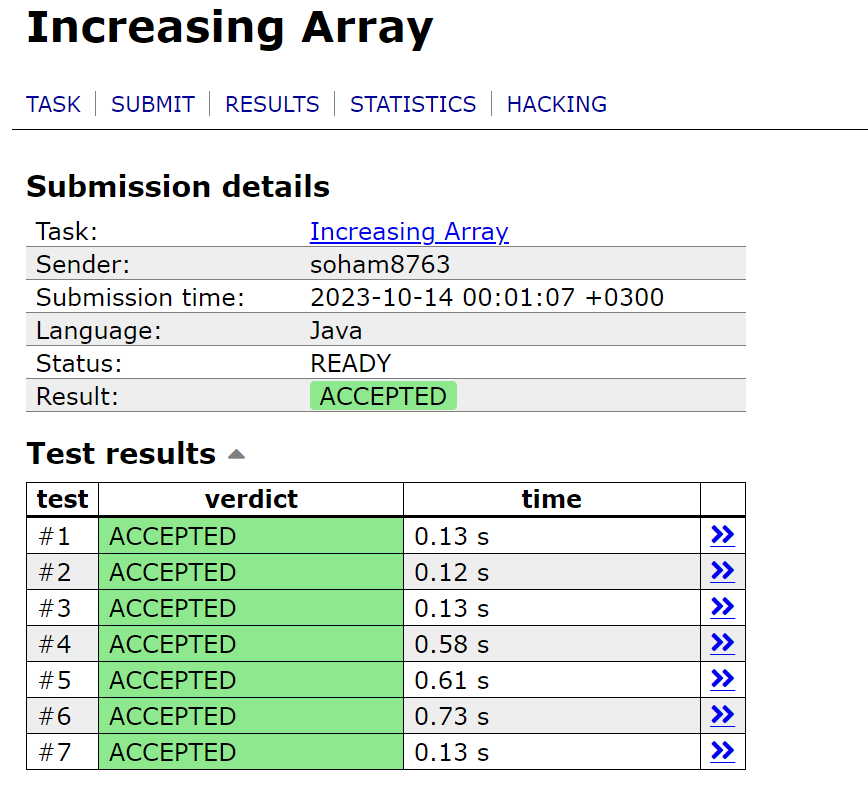 Increasing Array
TASK | SUBMIT | RESULTS | STATISTICS | HACKING
Submission details
Task: Increasing Array
Sender: soham8763
Submission time: 2023-10-14 00:01:07 +0300
Language: Java
Status: READY
Result: ACCEPTED
Test results
test verdict time
#1 ACCEPTED 0.13 s »
#2 ACCEPTED 0.12 s »
#3 ACCEPTED 0.13 s »
#4 ACCEPTED 0.58 s »
#5 ACCEPTED 0.61 s »
#6 ACCEPTED 0.73 s »
#7 ACCEPTED 0.13 s »